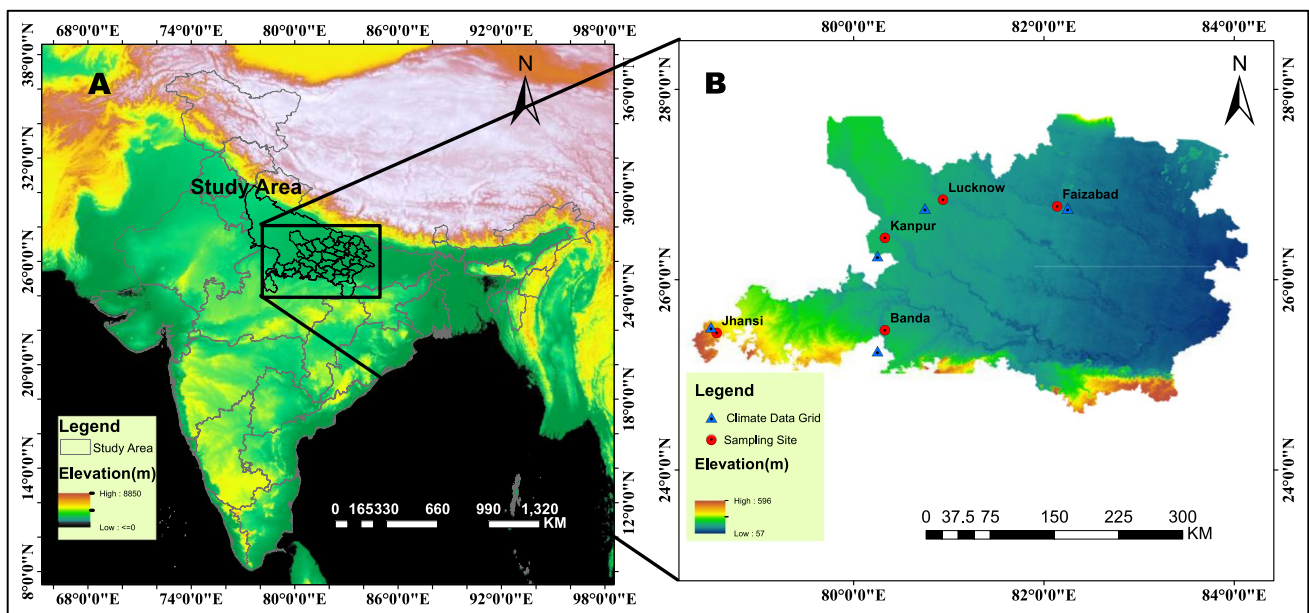 68°0'0"E 74°0'0"E 80°0'0"E 86°0'0"E 92°0'0"E 98°0'0"E
80°0'0"E 82°0'0"E 84°0'0"E
38°0'0"N
32°0'0"N
26°0'0"N
20°0'0"N
14°0'0"N
8°0'0"N
A
N
Study Area
Legend
Study Area
Elevation(m)
High : 8850
Low : <=0
0 165330 660 990 1,320
KM
36°0'0"N
30°0'0"N
24°0'0"N
18°0'0"N
12°0'0"N
68°0'0"E 74°0'0"E 80°0'0"E 86°0'0"E 92°0'0"E 98°0'0"E
28°0'0"N
26°0'0"N
24°0'0"N
B
N
Lucknow
Faizabad
Kanpur
Jhansi
Banda
Legend
Climate Data Grid
Sampling Site
Elevation(m)
High : 596
Low : 57
0 37.5 75 150 225 300
KM
28°0'0"N
26°0'0"N
24°0'0"N
80°0'0"E 82°0'0"E 84°0'0"E